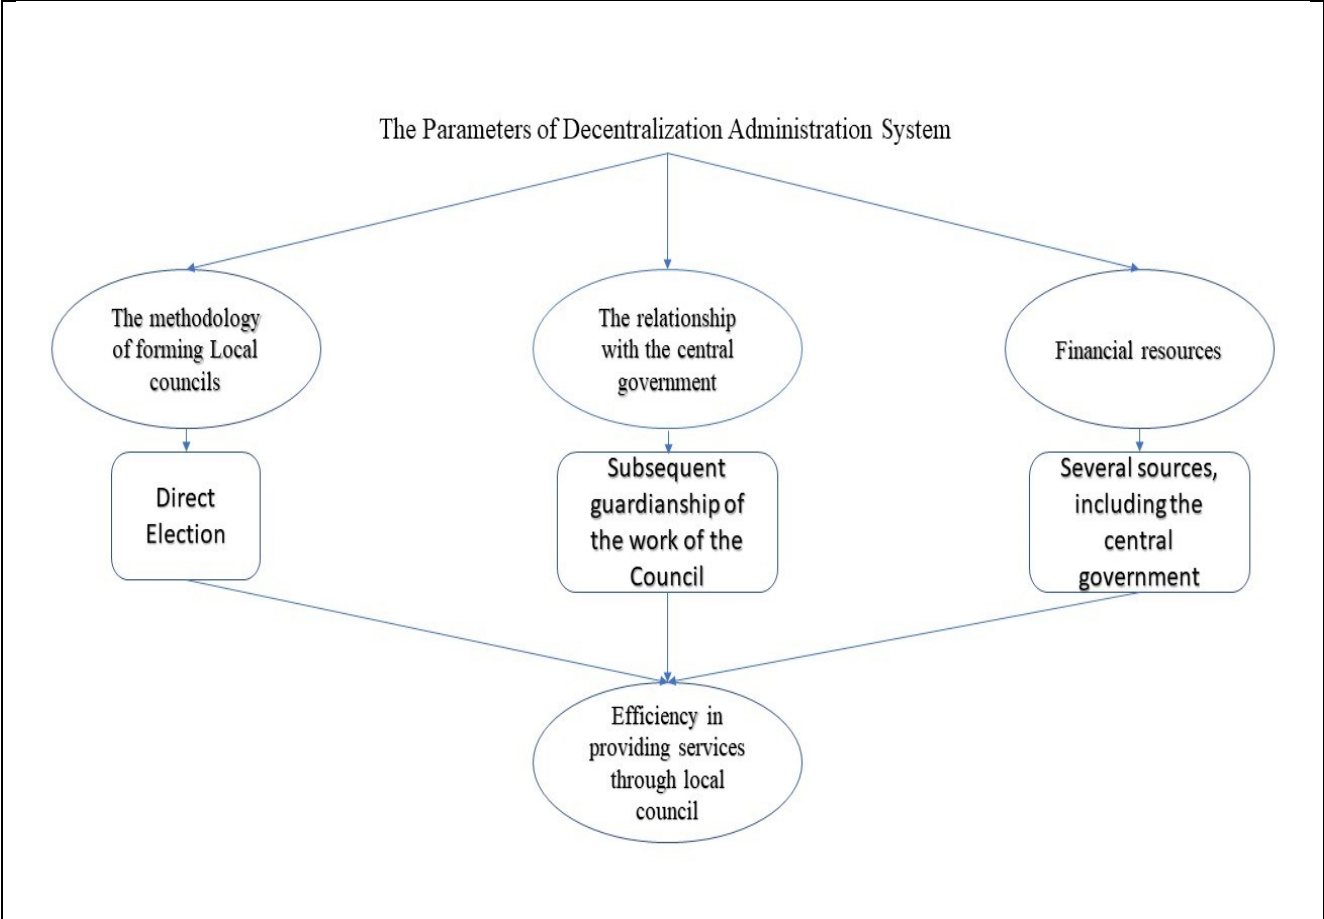 The Parameters of Decentralization Administration System
The methodology
of forming Local
councils
The relationship
with the central
government
Financial resources
Direct
Election
Subsequent
guardianship of
the work of the
Council
Several sources,
including the
central
government
Efficiency in
providing services
through local
council